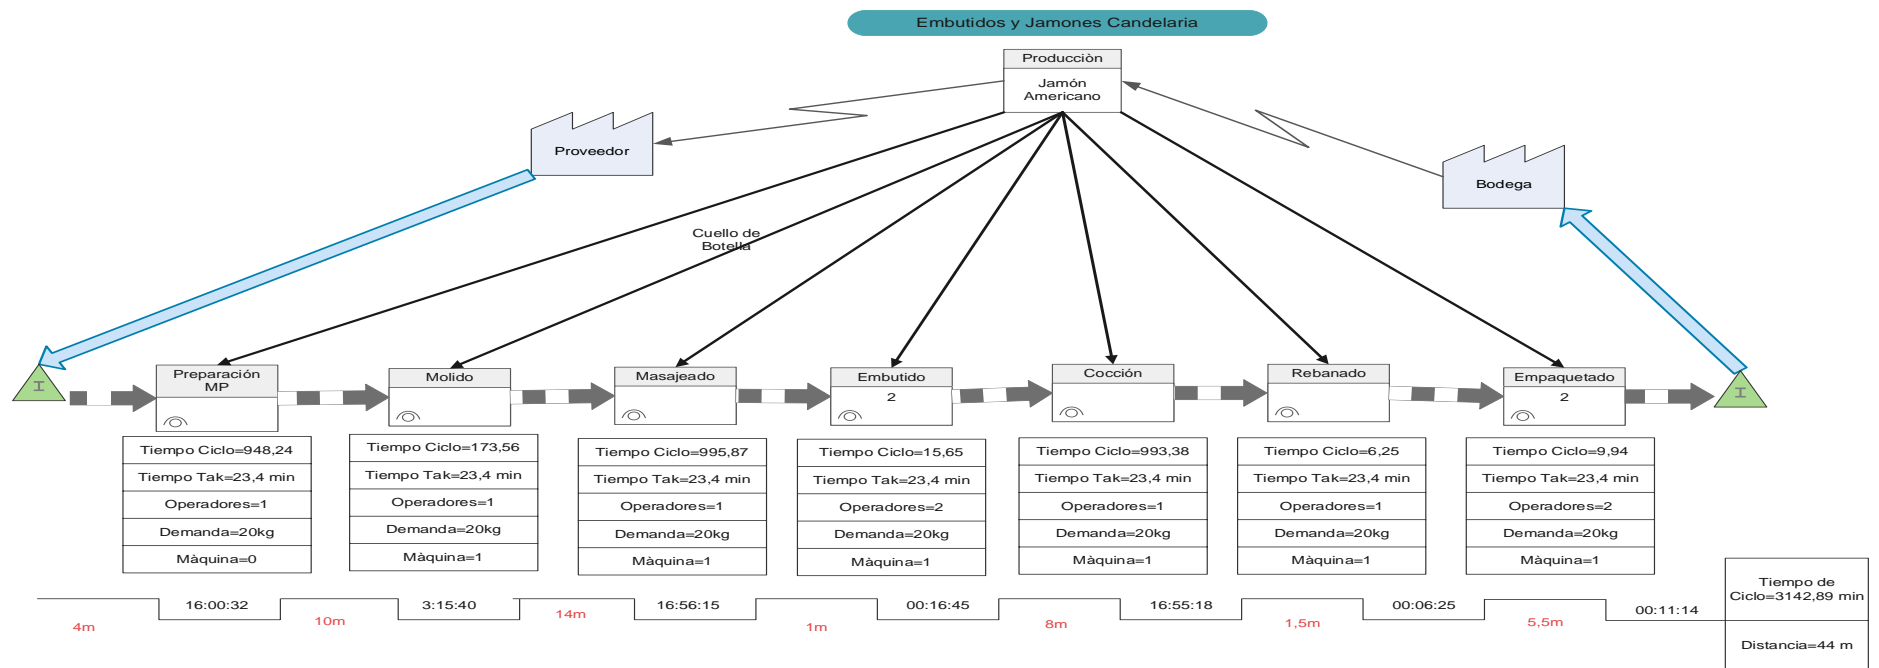 Embutidos y Jamones Candelaria
Producciòn
Jamón
Americano
Proveedor
Bodega
Cuello de
Botella
I
Preparación
MP
Molido
Masajeado
Embutido
2
Cocción
Rebanado
Empaquetado
2
I
Tiempo Ciclo=948,24
Tiempo Tak=23,4 min
Operadores=1
Demanda=20kg
Màquina=0
Tiempo Ciclo=173,56
Tiempo Tak=23,4 min
Operadores=1
Demanda=20kg
Màquina=1
Tiempo Ciclo=995,87
Tiempo Tak=23,4 min
Operadores=1
Demanda=20kg
Màquina=1
Tiempo Ciclo=15,65
Tiempo Tak=23,4 min
Operadores=2
Demanda=20kg
Màquina=1
Tiempo Ciclo=993,38
Tiempo Tak=23,4 min
Operadores=1
Demanda=20kg
Màquina=1
Tiempo Ciclo=6,25
Tiempo Tak=23,4 min
Operadores=1
Demanda=20kg
Màquina=1
Tiempo Ciclo=9,94
Tiempo Tak=23,4 min
Operadores=2
Demanda=20kg
Màquina=1
4m
16:00:32
10m
3:15:40
14m
16:56:15
1m
00:16:45
8m
16:55:18
1,5m
00:06:25
5,5m
00:11:14
Tiempo de
Ciclo=3142,89 min
Distancia=44 m